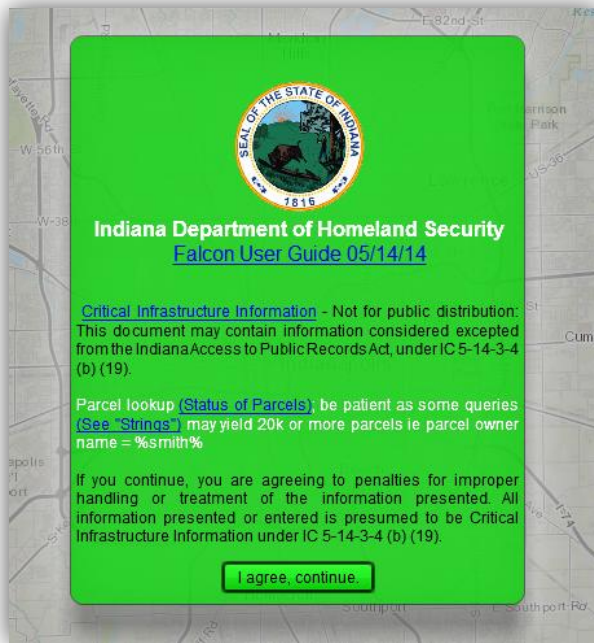 E-82nd-St
W-56th
US-36
W-38
SEAL OF THE STATE OF INDIANA
1816
Indiana Department of Homeland Security
Falcon User Guide 05/14/14
Critical Infrastructure Information - Not for public distribution:
This document may contain information considered excepted
from the Indiana Access to Public Records Act, under IC 5-14-3-4
(b) (19).
St
Cum
Parcel lookup (Status of Parcels); be patient as some queries
(See "Strings") may yield 20k or more parcels ie parcel owner
name = %smith%
apolis
ort
If you continue, you are agreeing to penalties for improper
handling or treatment of the information presented. All
information presented or entered is presumed to be Critical
Infrastructure Information under IC 5-14-3-4 (b) (19).
Ave
I-74
I agree, continue.
Southport
E Southport-Rd